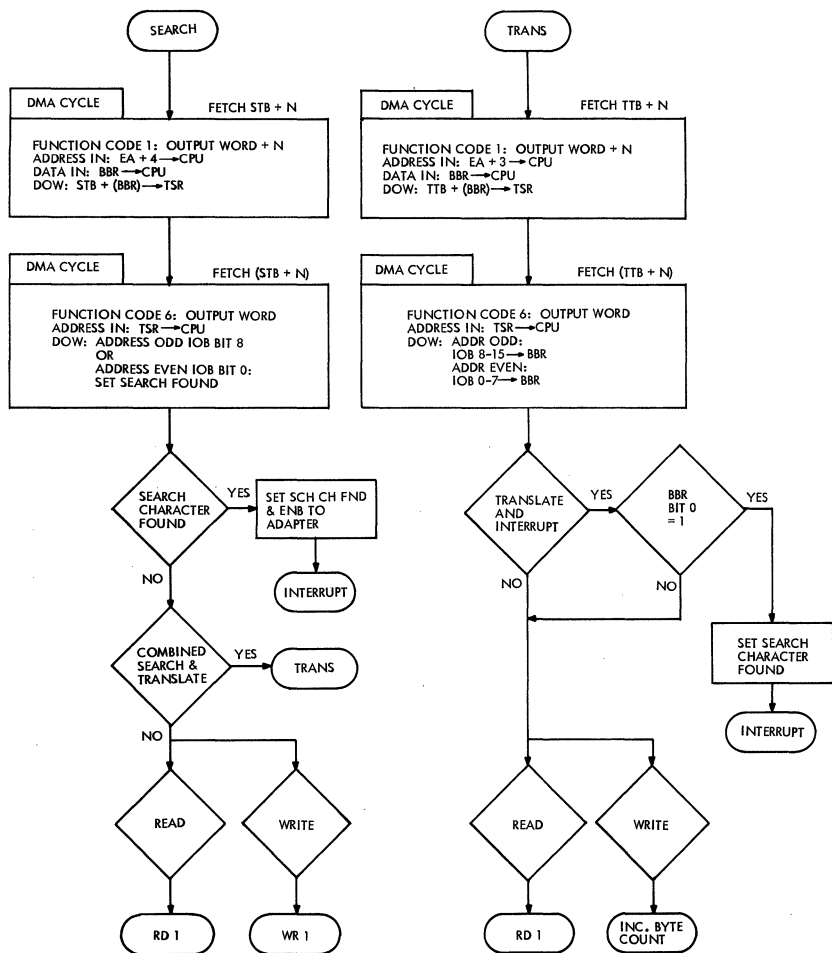 SEARCH
DMA CYCLE
FETCH STB + N
FUNCTION CODE 1: OUTPUT WORD + N
ADDRESS IN: EA + 4→CPU
DATA IN: BBR→CPU
DOW: STB + (BBR)→TSR
DMA CYCLE
FETCH (STB + N)
FUNCTION CODE 6: OUTPUT WORD
ADDRESS IN: TSR→CPU
DOW: ADDRESS ODD IOB BIT 8
OR
ADDRESS EVEN IOB BIT 0:
SET SEARCH FOUND
SEARCH
CHARACTER
FOUND
YES
SET SCH CH FND
& ENB TO
ADAPTER
INTERRUPT
NO
COMBINED
SEARCH &
TRANSLATE
YES
TRANS
NO
READ
WRITE
RD 1
WR 1
TRANS
DMA CYCLE
FETCH TTB + N
FUNCTION CODE 1: OUTPUT WORD + N
ADDRESS IN: EA + 3→CPU
DATA IN: BBR→CPU
DOW: TTB + (BBR)→TSR
DMA CYCLE
FETCH (TTB + N)
FUNCTION CODE 6: OUTPUT WORD
ADDRESS IN: TSR→CPU
DOW: ADDR ODD:
IOB 8-15→BBR
ADDR EVEN:
IOB 0-7→BBR
TRANSLATE
AND
INTERRUPT
YES
BBR
BIT 0
= 1
YES
NO
NO
SET SEARCH
CHARACTER
FOUND
INTERRUPT
READ
WRITE
RD 1
INC. BYTE
COUNT